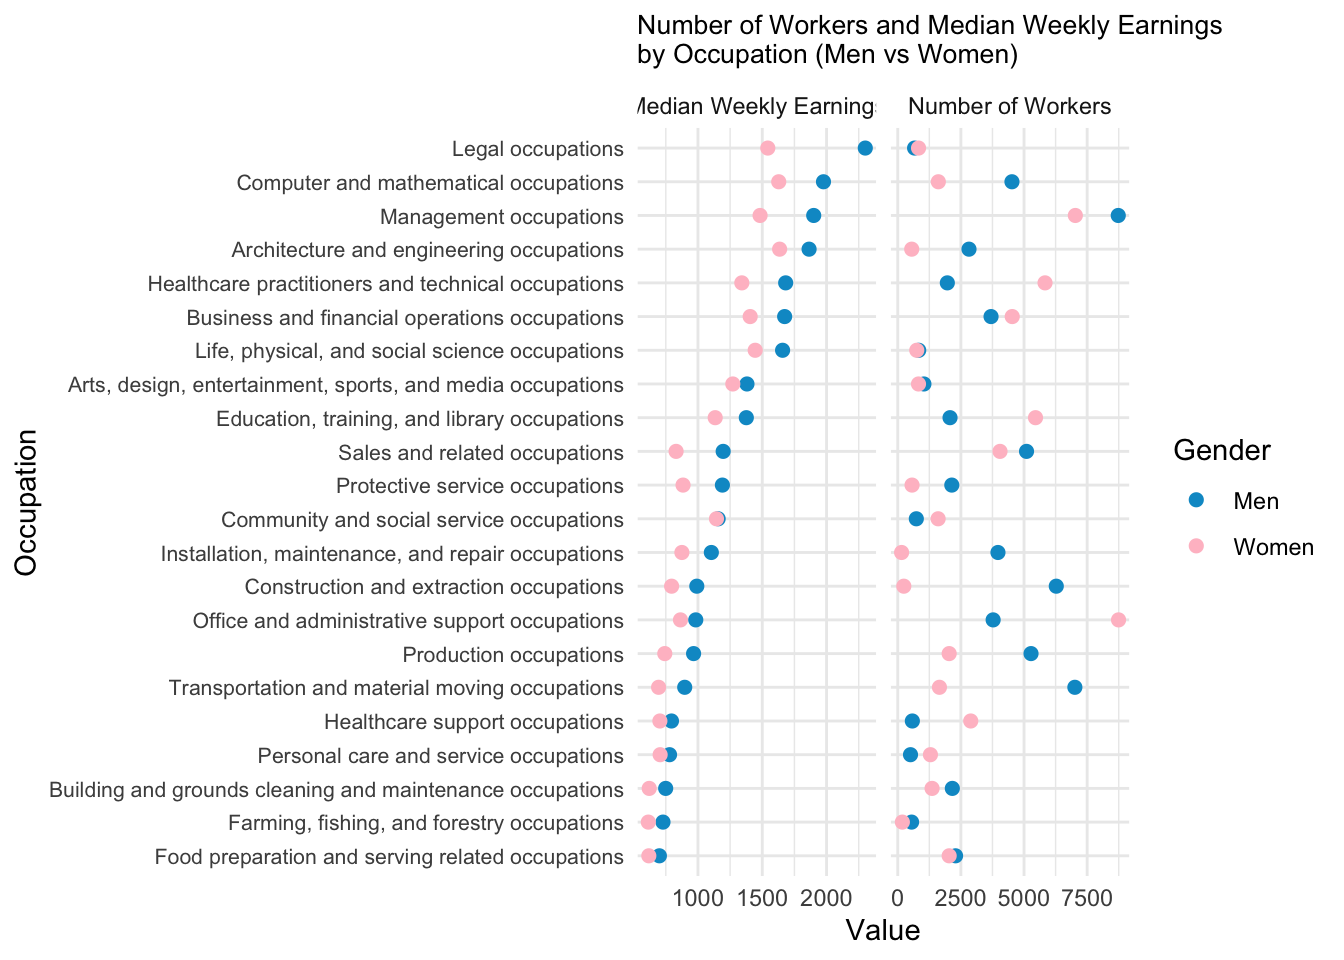 Number of Workers and Median Weekly Earnings
by Occupation (Men vs Women)
Median Weekly Earnings
Number of Workers
Legal occupations
Computer and mathematical occupations
Management occupations
Architecture and engineering occupations
Healthcare practitioners and technical occupations
Business and financial operations occupations
Life, physical, and social science occupations
Arts, design, entertainment, sports, and media occupations
Education, training, and library occupations
Sales and related occupations
Protective service occupations
Community and social service occupations
Installation, maintenance, and repair occupations
Construction and extraction occupations
Office and administrative support occupations
Production occupations
Transportation and material moving occupations
Healthcare support occupations
Personal care and service occupations
Building and grounds cleaning and maintenance occupations
Farming, fishing, and forestry occupations
Food preparation and serving related occupations
Occupation
1000 1500 2000
0 2500 5000 7500
Value
Gender
Men
Women